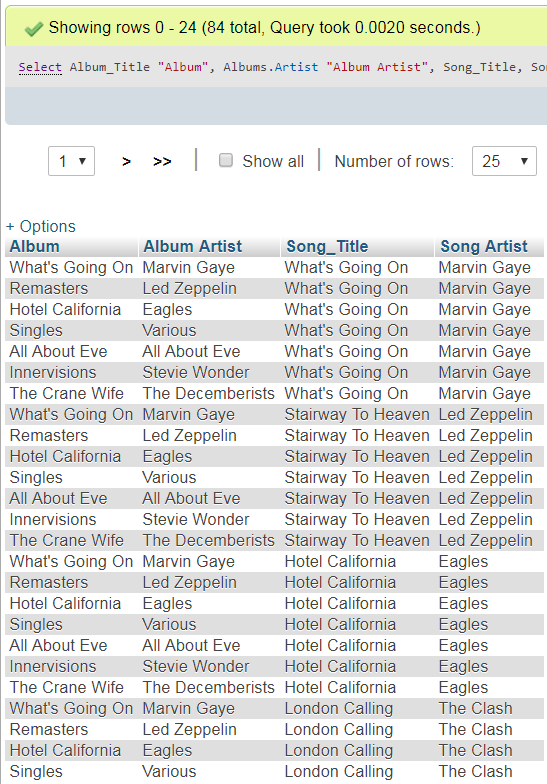 Showing rows 0 - 24 (84 total, Query took 0.0020 seconds.)
Select Album_Title "Album", Albums.Artist "Album Artist", Song_Title, So
1 ▼ > >> | Show all | Number of rows: 25 ▼
+ Options
Album Album Artist Song_Title Song Artist
What's Going On Marvin Gaye What's Going On Marvin Gaye
Remasters Led Zeppelin What's Going On Marvin Gaye
Hotel California Eagles What's Going On Marvin Gaye
Singles Various What's Going On Marvin Gaye
All About Eve All About Eve What's Going On Marvin Gaye
Innervisions Stevie Wonder What's Going On Marvin Gaye
The Crane Wife The Decemberists What's Going On Marvin Gaye
What's Going On Marvin Gaye Stairway To Heaven Led Zeppelin
Remasters Led Zeppelin Stairway To Heaven Led Zeppelin
Hotel California Eagles Stairway To Heaven Led Zeppelin
Singles Various Stairway To Heaven Led Zeppelin
All About Eve All About Eve Stairway To Heaven Led Zeppelin
Innervisions Stevie Wonder Stairway To Heaven Led Zeppelin
The Crane Wife The Decemberists Stairway To Heaven Led Zeppelin
What's Going On Marvin Gaye Hotel California Eagles
Remasters Led Zeppelin Hotel California Eagles
Hotel California Eagles Hotel California Eagles
Singles Various Hotel California Eagles
All About Eve All About Eve Hotel California Eagles
Innervisions Stevie Wonder Hotel California Eagles
The Crane Wife The Decemberists Hotel California Eagles
What's Going On Marvin Gaye London Calling The Clash
Remasters Led Zeppelin London Calling The Clash
Hotel California Eagles London Calling The Clash
Singles Various London Calling The Clash